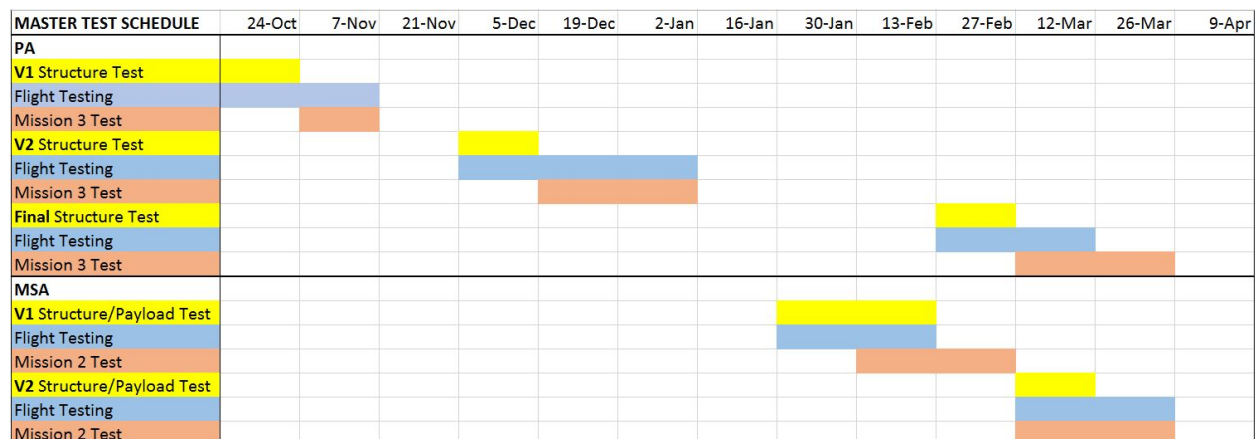 MASTER TEST SCHEDULE 24-Oct 7-Nov 21-Nov 5-Dec 19-Dec 2-Jan 16-Jan 30-Jan 13-Feb 27-Feb 12-Mar 26-Mar 9-Apr
PA
V1 Structure Test
Flight Testing
Mission 3 Test
V2 Structure Test
Flight Testing
Mission 3 Test
Final Structure Test
Flight Testing
Mission 3 Test
MSA
V1 Structure/Payload Test
Flight Testing
Mission 2 Test
V2 Structure/Payload Test
Flight Testing
Mission 2 Test